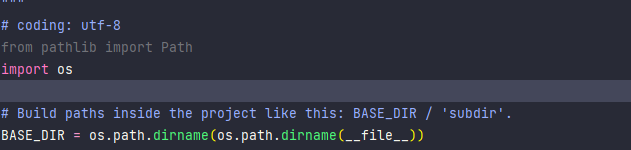 """
# coding: utf-8
from pathlib import Path
import os
# Build paths inside the project like this: BASE_DIR / 'subdir'.
BASE_DIR = os.path.dirname(os.path.dirname(__file__))